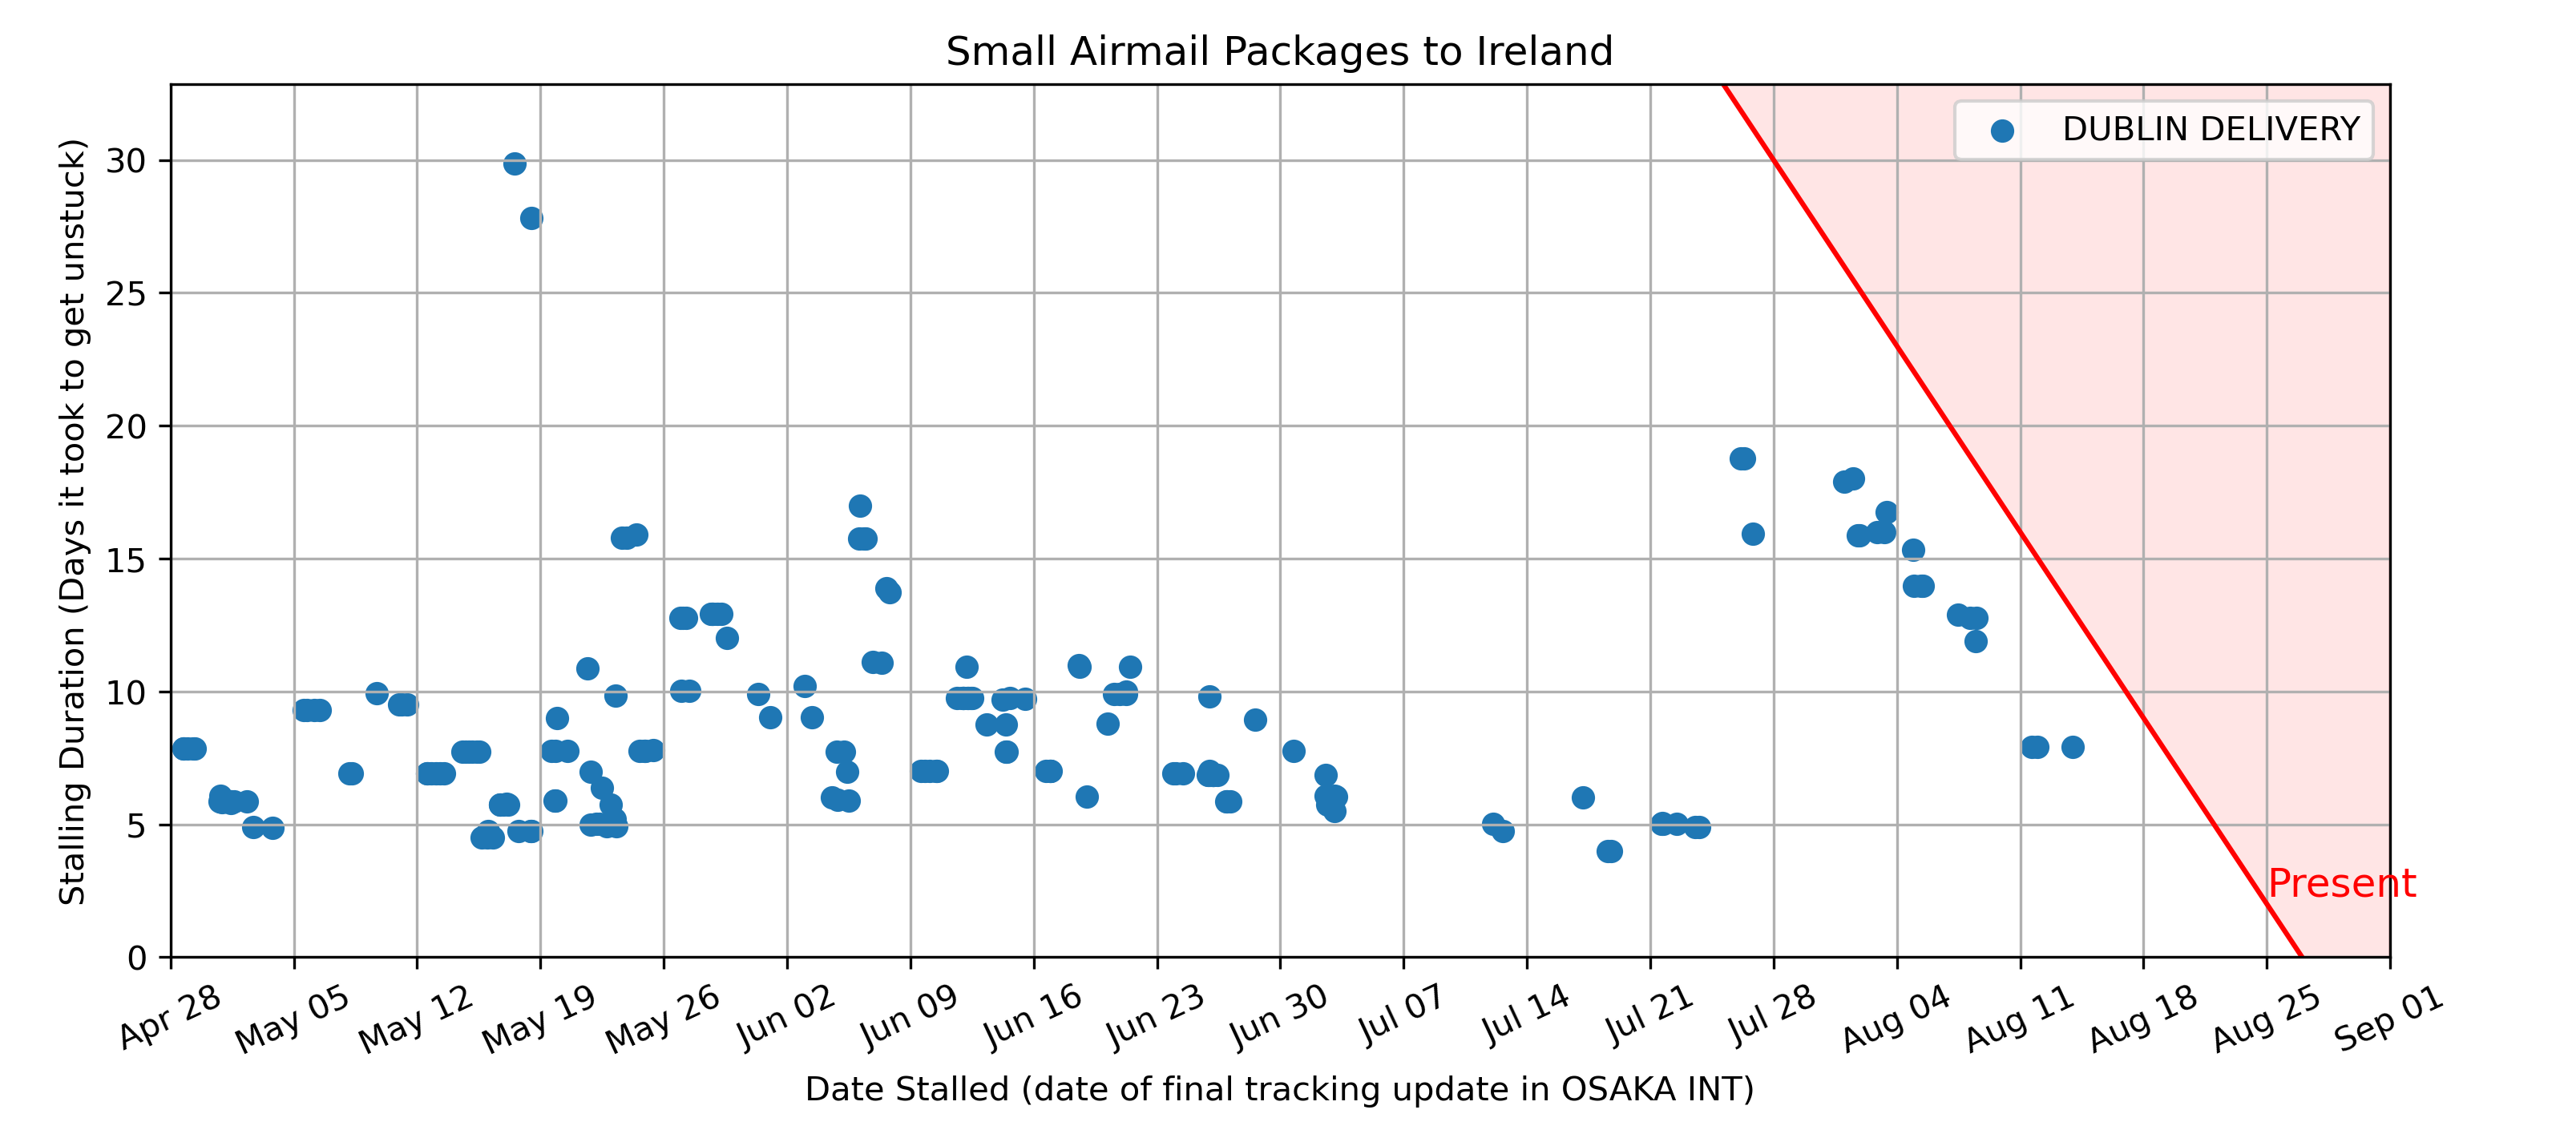 Small Airmail Packages to Ireland
DUBLIN DELIVERY
Stalling Duration (Days it took to get unstuck)
30
25
20
15
10
5
0
Present
Apr 28
May 05
May 12
May 19
May 26
Jun 02
Jun 09
Jun 16
Jun 23
Jun 30
Jul 07
Jul 14
Jul 21
Jul 28
Aug 04
Aug 11
Aug 18
Aug 25
Sep 01
Date Stalled (date of final tracking update in OSAKA INT)